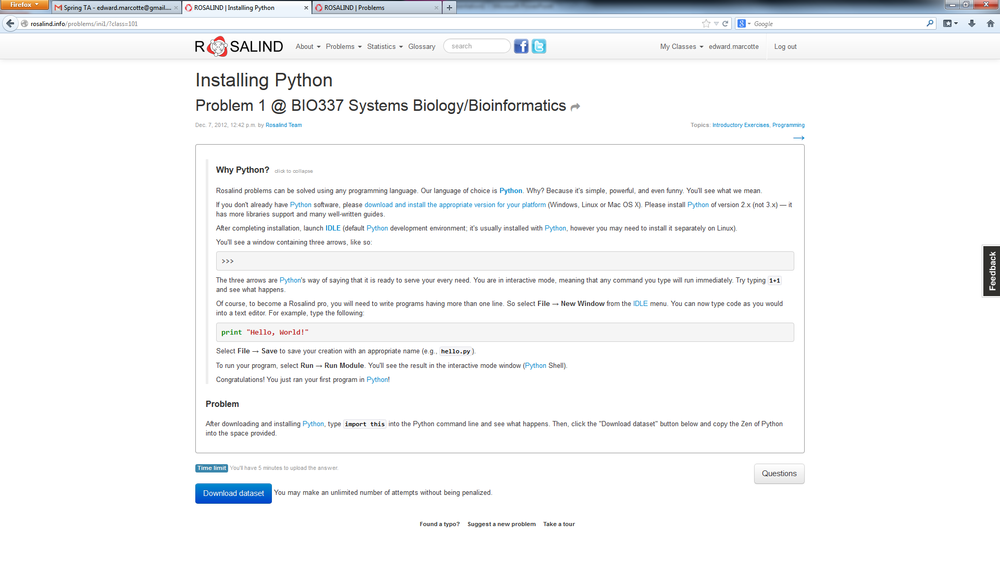 Firefox
Spring TA - edward.marcotte@gmail....
ROSALIND | Installing Python
ROSALIND | Problems
rosalind.info/problems/ini1/?class=101
Google
ROSALIND
About Problems Statistics Glossary search My Classes edward.marcotte Log out
Installing Python
Problem 1 @ BIO337 Systems Biology/Bioinformatics
Dec. 7, 2012, 12:42 p.m. by Rosalind Team Topics: Introductory Exercises, Programming
→
Why Python? click to collapse
Rosalind problems can be solved using any programming language. Our language of choice is Python. Why? Because it's simple, powerful, and even funny. You'll see what we mean.
If you don't already have Python software, please download and install the appropriate version for your platform (Windows, Linux or Mac OS X). Please install Python of version 2.x (not 3.x) — it
has more libraries support and many well-written guides.
After completing installation, launch IDLE (default Python development environment; it's usually installed with Python, however you may need to install it separately on Linux).
You'll see a window containing three arrows, like so:
>>>
The three arrows are Python's way of saying that it is ready to serve your every need. You are in interactive mode, meaning that any command you type will run immediately. Try typing 1+1
and see what happens.
Of course, to become a Rosalind pro, you will need to write programs having more than one line. So select File → New Window from the IDLE menu. You can now type code as you would
into a text editor. For example, type the following:
print "Hello, World!"
Select File → Save to save your creation with an appropriate name (e.g., hello.py).
To run your program, select Run → Run Module. You'll see the result in the interactive mode window (Python Shell).
Congratulations! You just ran your first program in Python!
Problem
After downloading and installing Python, type import this into the Python command line and see what happens. Then, click the "Download dataset" button below and copy the Zen of Python
into the space provided.
Time limit You'll have 5 minutes to upload the answer.
Questions
Download dataset You may make an unlimited number of attempts without being penalized.
Found a typo? Suggest a new problem Take a tour
Feedback